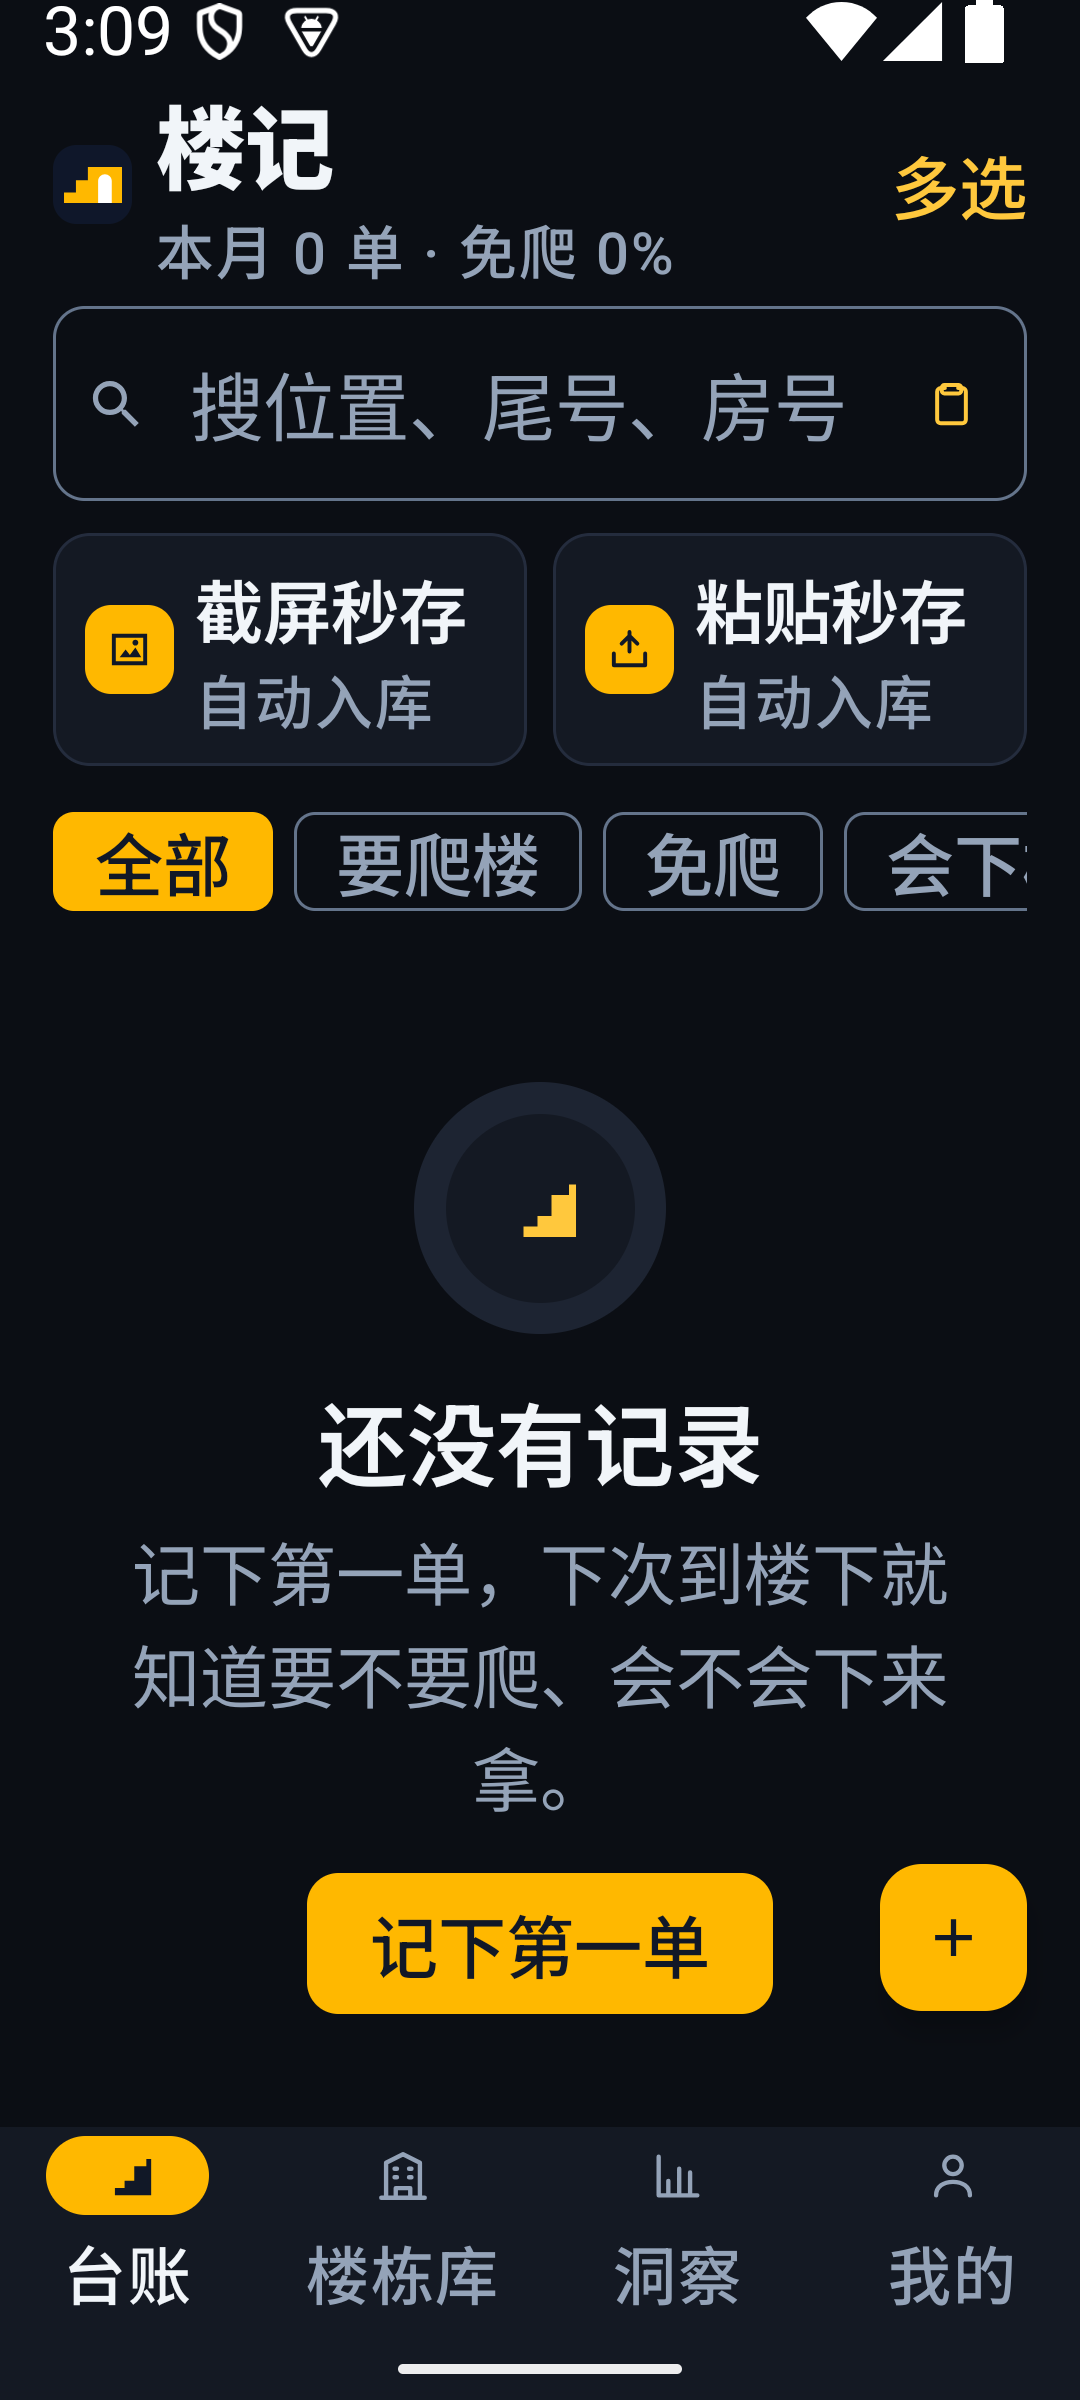 3:09
楼记
本月 0 单 · 免爬 0%
多选
搜位置、尾号、房号
截屏秒存
自动入库
粘贴秒存
自动入库
全部
要爬楼
免爬
会下
还没有记录
记下第一单，下次到楼下就
知道要不要爬、会不会下来
拿。
记下第一单
台账
楼栋库
洞察
我的